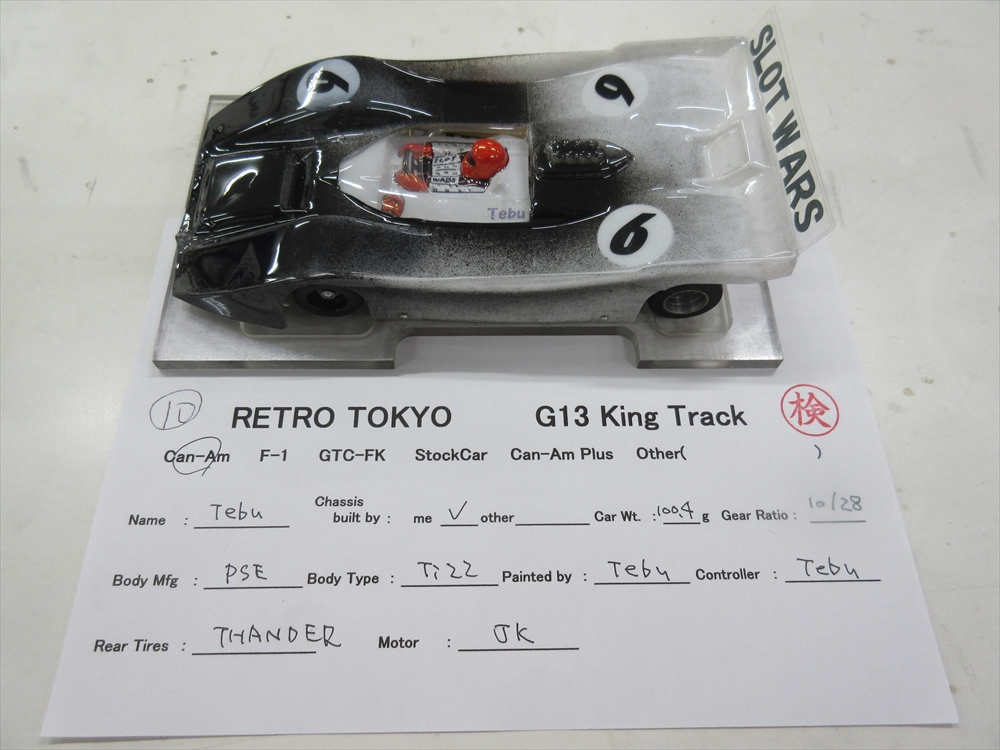 SLOT WARS
6
6
6
SLOT
WARS
Tebu
10 RETRO TOKYO G13 King Track 検
Can-Am F-1 GTC-FK StockCar Can-Am Plus Other( )
Name : Tebu Chassis built by : me ✓ other Car Wt. : 100.4 g Gear Ratio : 10/28
Body Mfg : PSE Body Type : Ti22 Painted by : Tebu Controller : Tebu
Rear Tires : THANDER Motor : JK